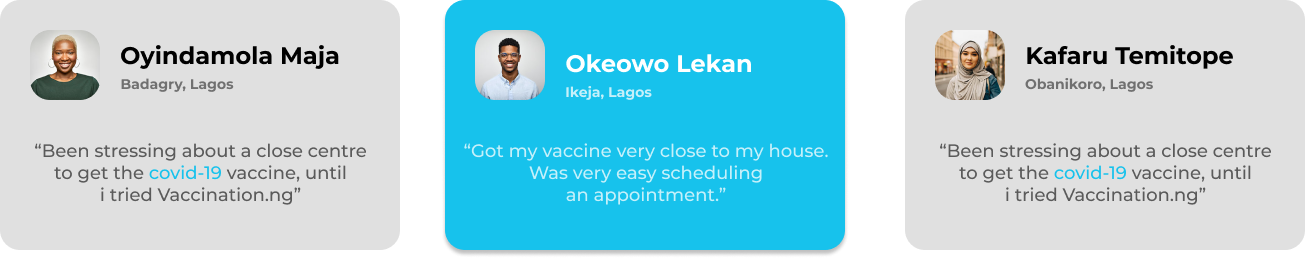 Oyindamola Maja
Badagry, Lagos
“Been stressing about a close centre
to get the covid-19 vaccine, until
i tried Vaccination.ng”
Okeowo Lekan
Ikeja, Lagos
“Got my vaccine very close to my house.
Was very easy scheduling
an appointment.”
Kafaru Temitope
Obanikoro, Lagos
“Been stressing about a close centre
to get the covid-19 vaccine, until
i tried Vaccination.ng”